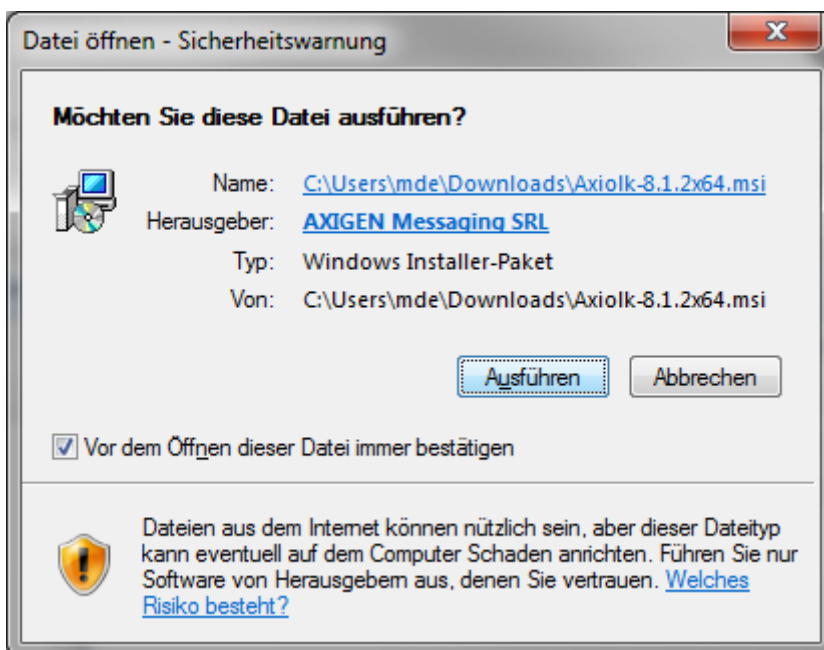 Datei öffnen - Sicherheitswarnung
Möchten Sie diese Datei ausführen?
Name: C:\Users\mde\Downloads\Axiolk-8.1.2x64.msi
Herausgeber: AXIGEN Messaging SRL
Typ: Windows Installer-Paket
Von: C:\Users\mde\Downloads\Axiolk-8.1.2x64.msi
Ausführen Abbrechen
Vor dem Öffnen dieser Datei immer bestätigen
Dateien aus dem Internet können nützlich sein, aber dieser Dateityp
kann eventuell auf dem Computer Schaden anrichten. Führen Sie nur
Software von Herausgebern aus, denen Sie vertrauen. Welches
Risiko besteht?